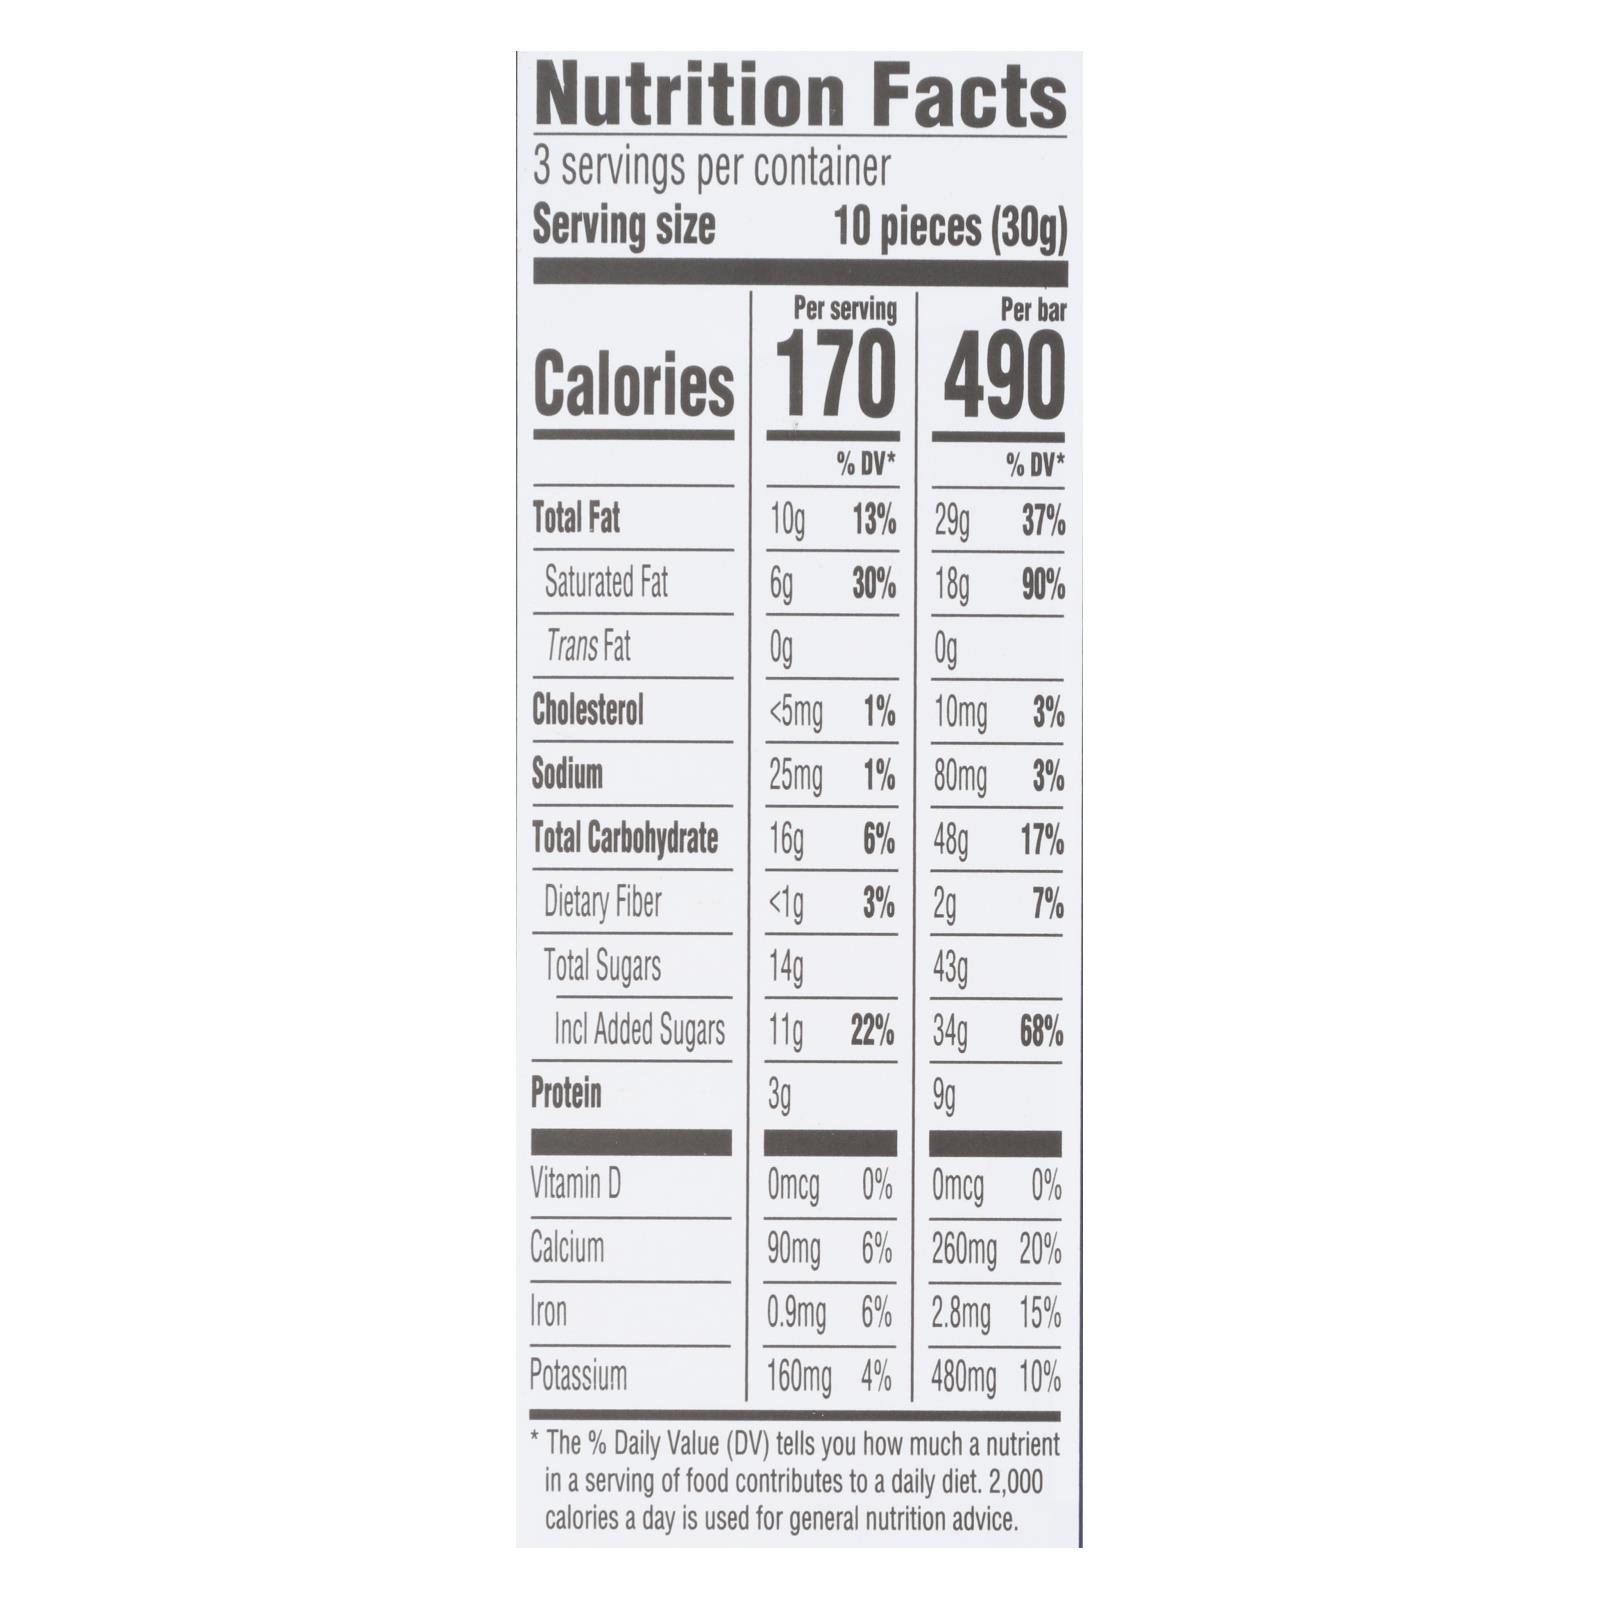 Nutrition Facts
3 servings per container
Serving size 10 pieces (30g)
Per serving Per bar
Calories 170 490
% DV* % DV*
Total Fat 10g 13% 29g 37%
Saturated Fat 6g 30% 18g 90%
Trans Fat 0g 0g
Cholesterol <5mg 1% 10mg 3%
Sodium 25mg 1% 80mg 3%
Total Carbohydrate 16g 6% 48g 17%
Dietary Fiber <1g 3% 2g 7%
Total Sugars 14g 43g
Incl Added Sugars 11g 22% 34g 68%
Protein 3g 9g
Vitamin D 0mcg 0% 0mcg 0%
Calcium 90mg 6% 260mg 20%
Iron 0.9mg 6% 2.8mg 15%
Potassium 160mg 4% 480mg 10%
* The % Daily Value (DV) tells you how much a nutrient
in a serving of food contributes to a daily diet. 2,000
calories a day is used for general nutrition advice.